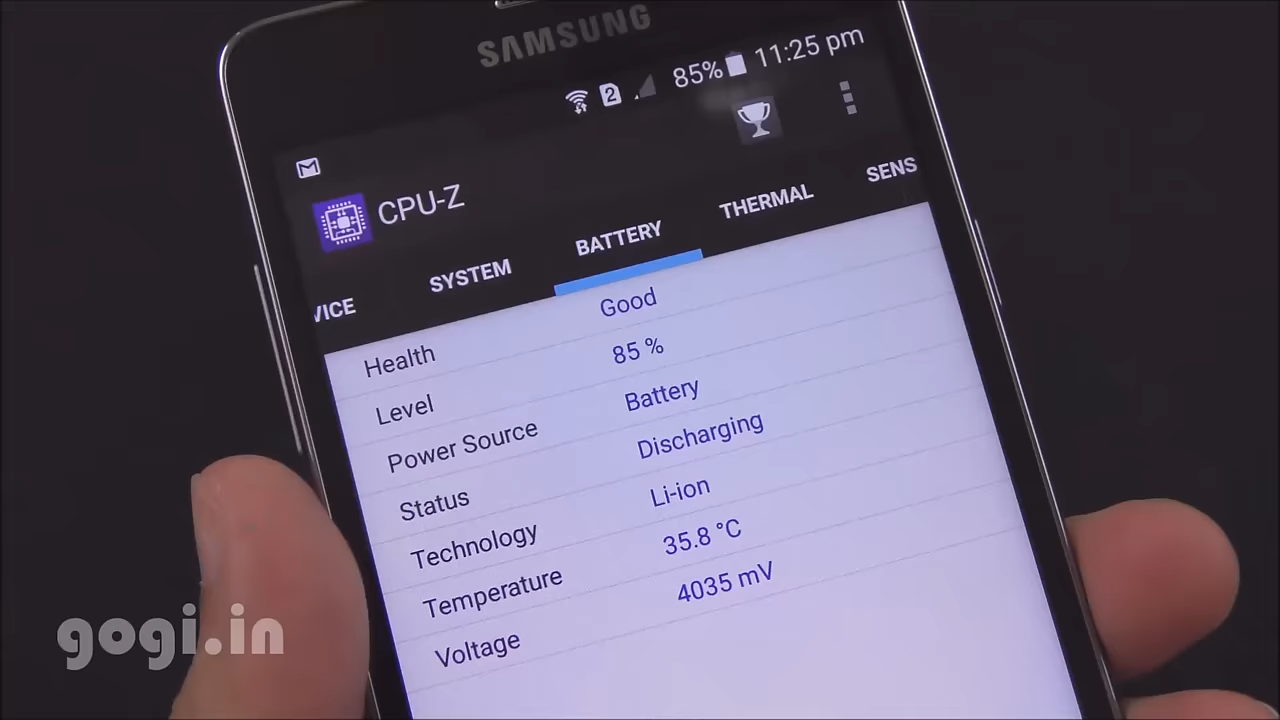 SAMSUNG
2 85% 11:25 pm
CPU-Z
VICE SYSTEM BATTERY THERMAL SENS
Health Good
Level 85 %
Power Source Battery
Status Discharging
Technology Li-ion
Temperature 35.8 °C
Voltage 4035 mV
gogi.in